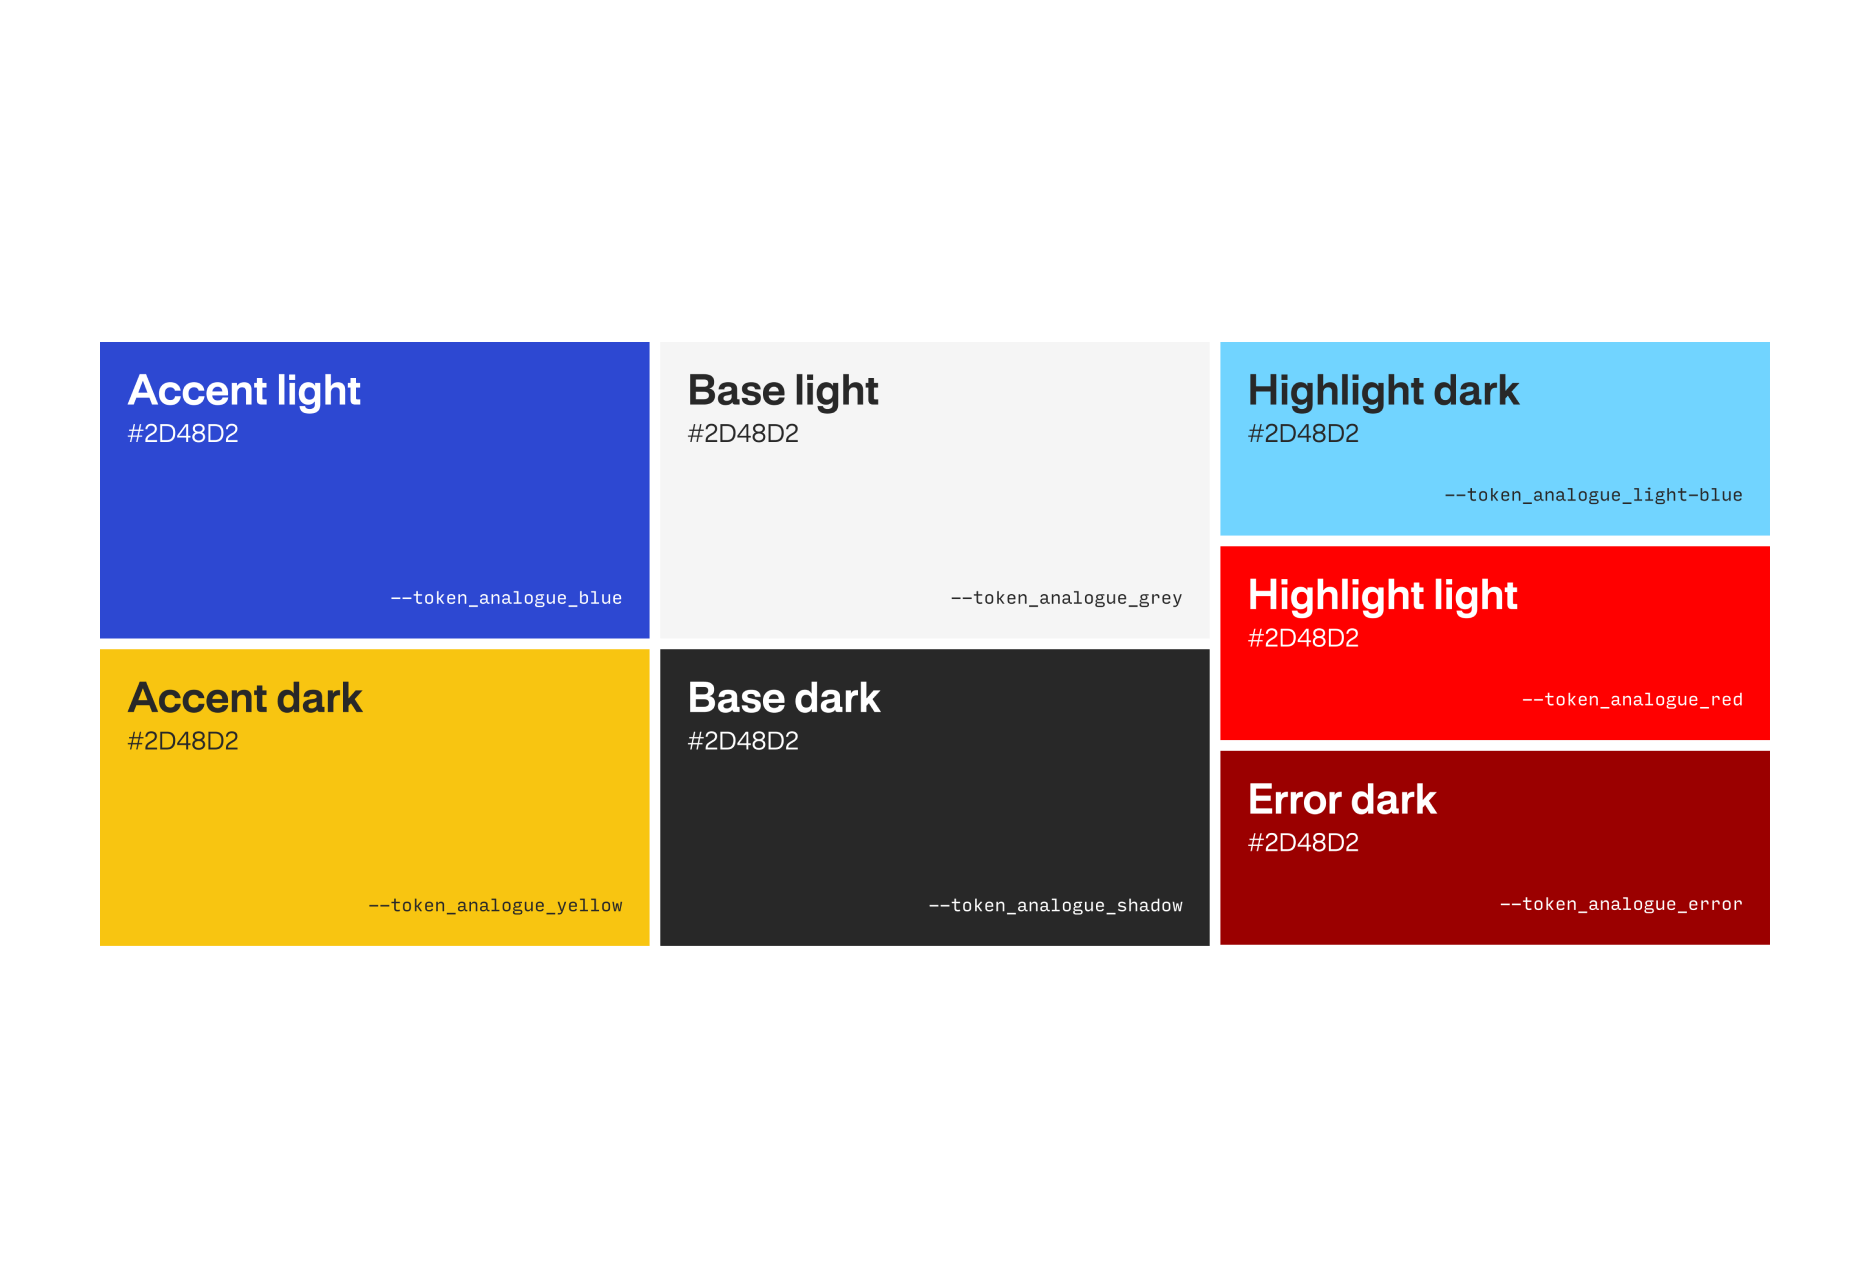 Accent light
#2D48D2
--token_analogue_blue
Accent dark
#2D48D2
--token_analogue_yellow
Base light
#2D48D2
--token_analogue_grey
Base dark
#2D48D2
--token_analogue_shadow
Highlight dark
#2D48D2
--token_analogue_light-blue
Highlight light
#2D48D2
--token_analogue_red
Error dark
#2D48D2
--token_analogue_error